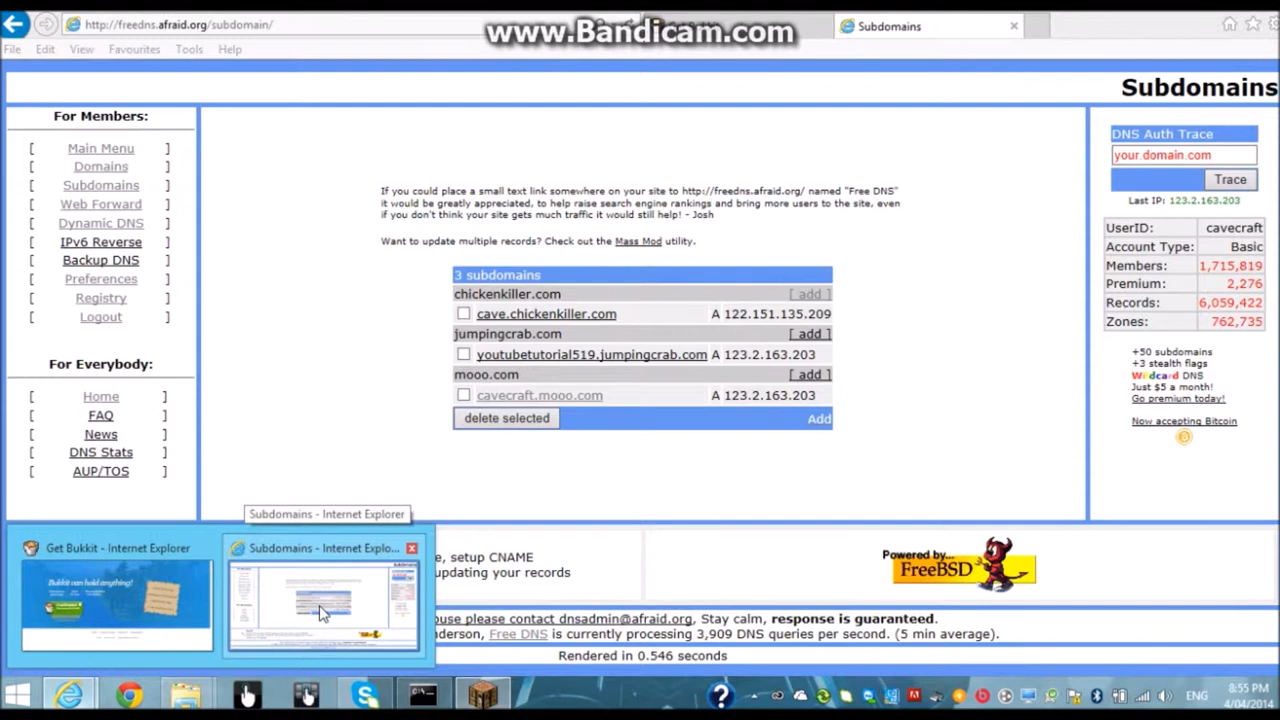 http://freedns.afraid.org/subdomain/
Subdomains
www.Bandicam.com
File Edit View Favourites Tools Help
Subdomains
For Members:
[ Main Menu ]
[ Domains ]
[ Subdomains ]
[ Web Forward ]
[ Dynamic DNS ]
[ IPv6 Reverse ]
[ Backup DNS ]
[ Preferences ]
[ Registry ]
[ Logout ]
For Everybody:
[ Home ]
[ FAQ ]
[ News ]
[ DNS Stats ]
[ AUP/TOS ]
If you could place a small text link somewhere on your site to http://freedns.afraid.org/ named "Free DNS"
it would be greatly appreciated, to help raise search engine rankings and bring more users to the site, even
if you don't think your site gets much traffic it would still help! - Josh
Want to update multiple records? Check out the Mass Mod utility.
3 subdomains
chickenkiller.com [ add ]
cave.chickenkiller.com A 122.151.135.209
jumpingcrab.com [ add ]
youtubetutorial519.jumpingcrab.com A 123.2.163.203
mooo.com [ add ]
cavecraft.mooo.com A 123.2.163.203
delete selected Add
DNS Auth Trace
your.domain.com
Trace
Last IP: 123.2.163.203
UserID: cavecraft
Account Type: Basic
Members: 1,715,819
Premium: 2,276
Records: 6,059,422
Zones: 762,735
+50 subdomains
+3 stealth flags
Wildcard DNS
Just $5 a month!
Go premium today!
Now accepting Bitcoin
Subdomains - Internet Explorer
Get Bukkit - Internet Explorer
Subdomains - Internet Explo...
Bukkit can hold anything!
Subdomains
, setup CNAME
updating your records
Powered by...
FreeBSD
please contact dnsadmin@afraid.org, Stay calm, response is guaranteed.
Free DNS is currently processing 3,909 DNS queries per second. (5 min average).
Rendered in 0.546 seconds
ENG
8:55 PM
4/04/2014